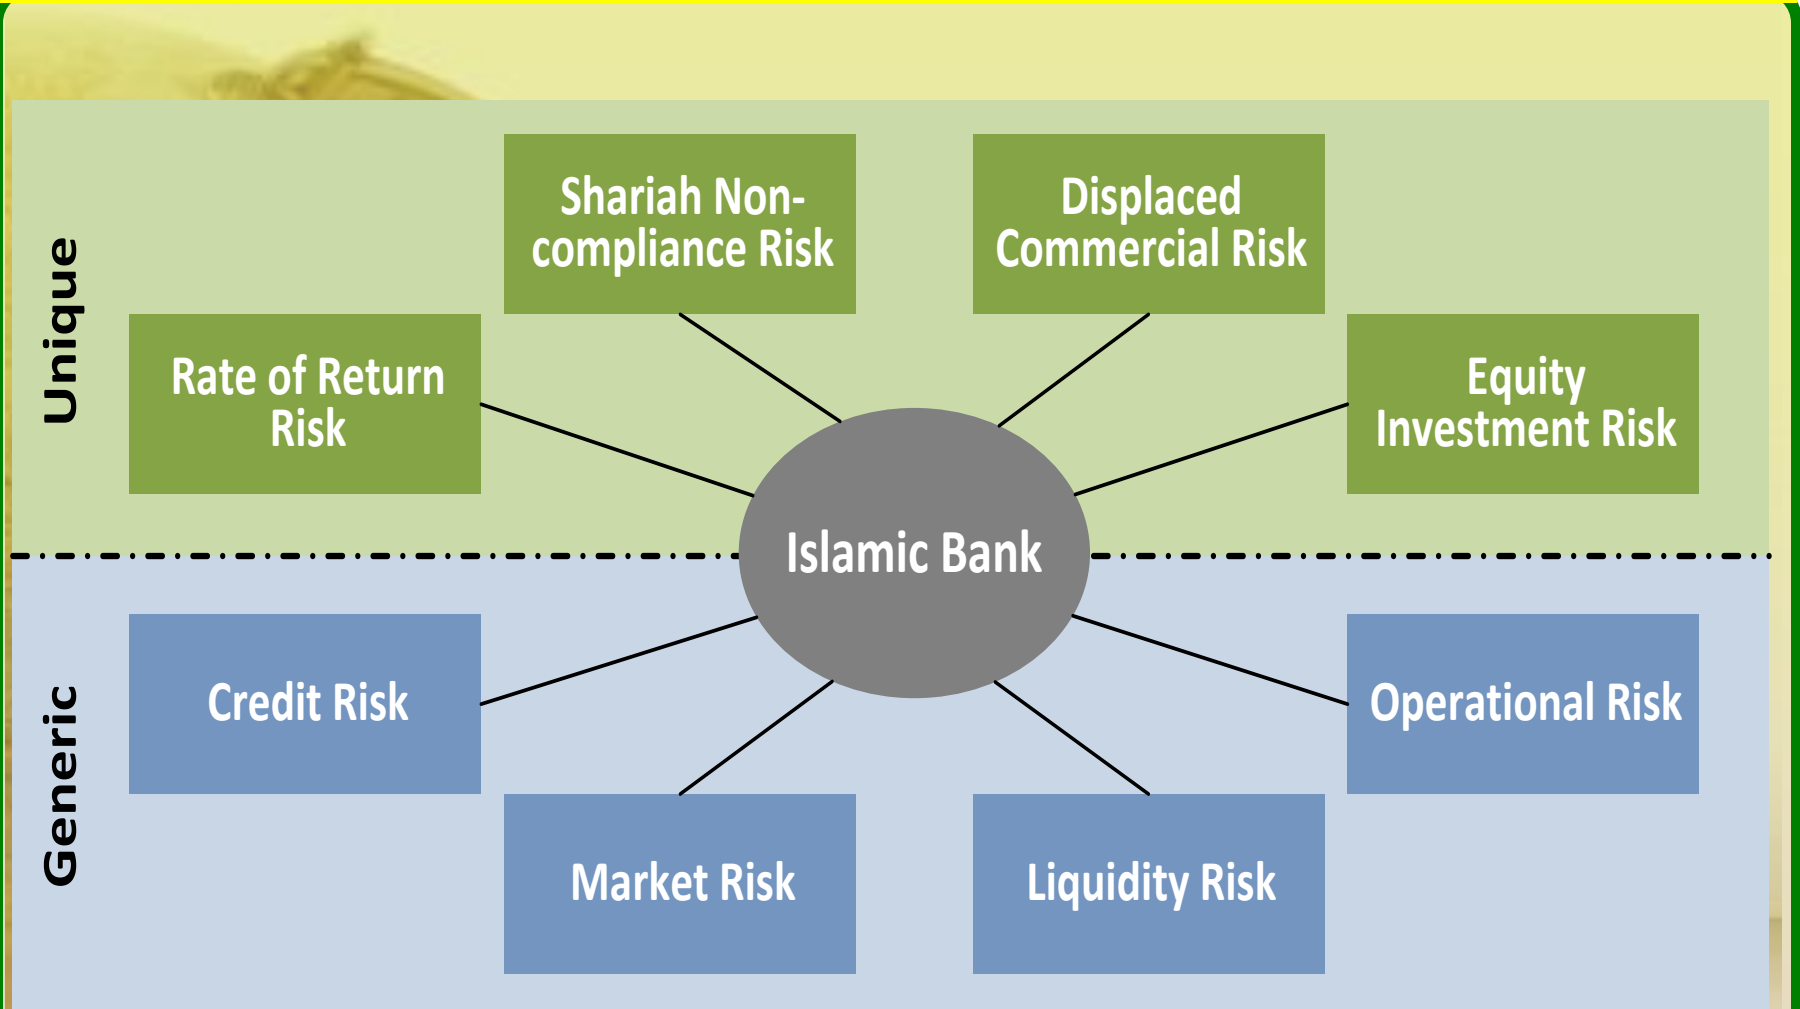 Unique
Shariah Non-
compliance Risk
Displaced
Commercial Risk
Rate of Return
Risk
Equity
Investment Risk
Islamic Bank
Generic
Credit Risk
Operational Risk
Market Risk
Liquidity Risk